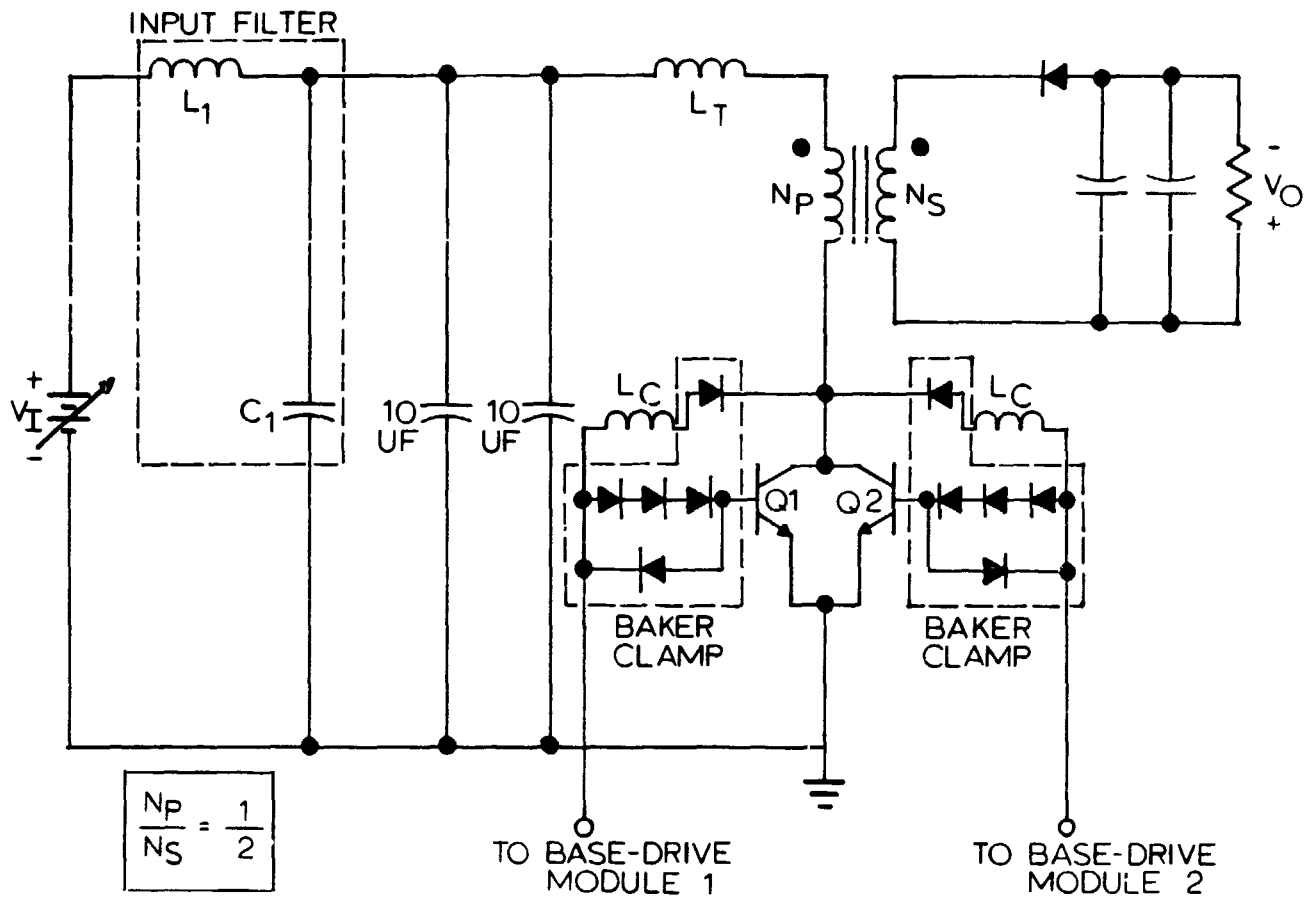 INPUT FILTER
L1
LT
NP
NS
-
VO
+
+
VI
-
C1
10
UF
10
UF
LC
LC
Q1
Q2
BAKER
CLAMP
BAKER
CLAMP
NP
NS
=
1
2
TO BASE-DRIVE
MODULE 1
TO BASE-DRIVE
MODULE 2